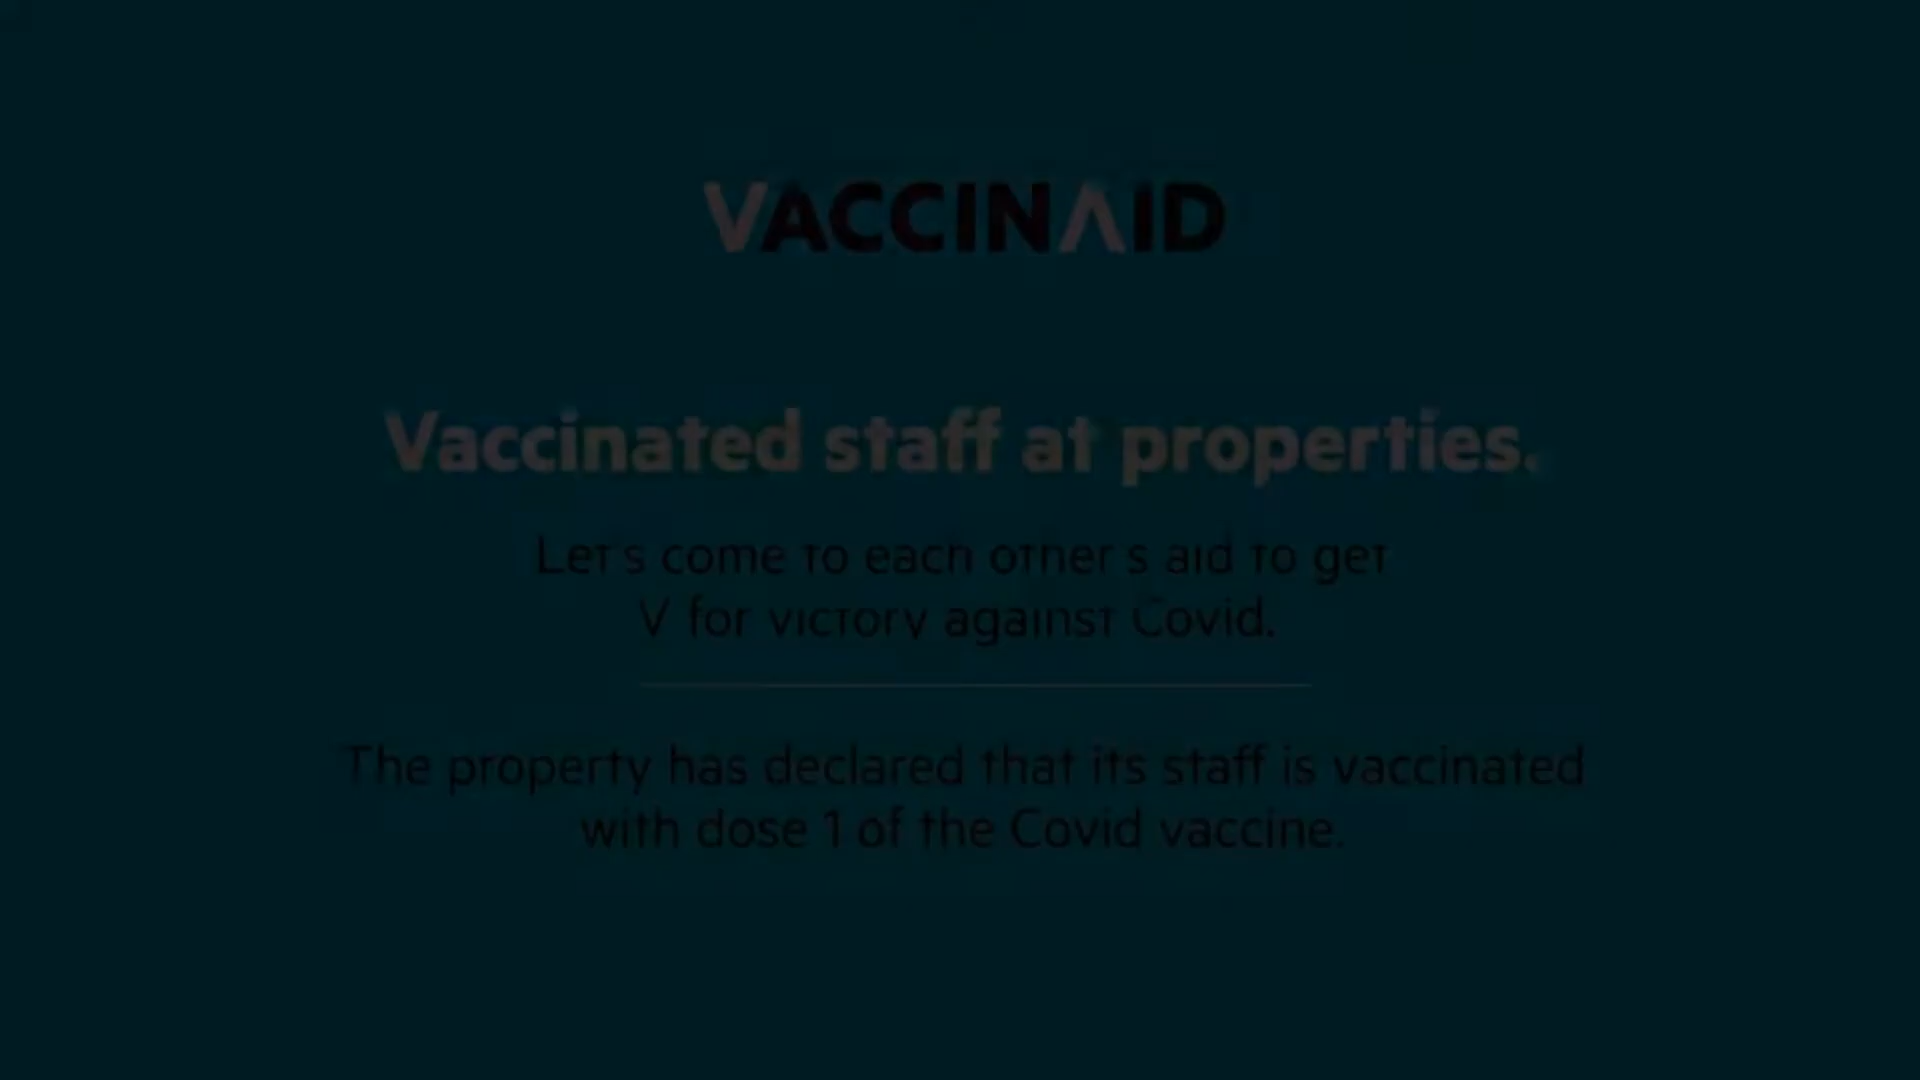 VACCINAID
Vaccinated staff at properties.
Let's come to each other's aid to get
V for victory against Covid.
The property has declared that its staff is vaccinated
with dose 1 of the Covid vaccine.